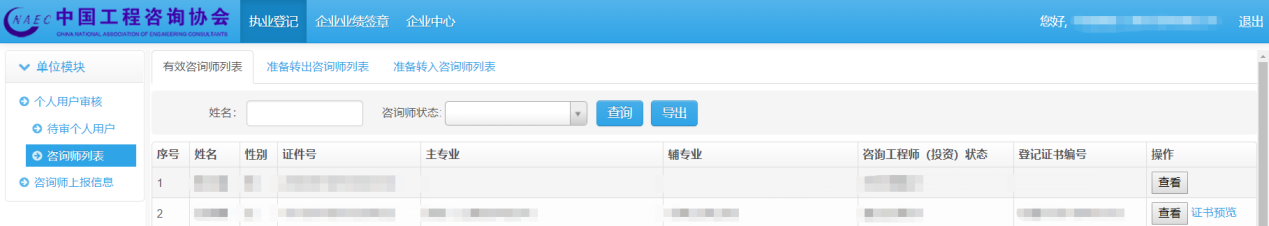 NAEC 中国工程咨询协会 执业登记 企业业绩签章 企业中心 您好, 退出
CHINA NATIONAL ASSOCIATION OF ENGINEERING CONSULTANTS
单位模块
个人用户审核
待审个人用户
咨询师列表
咨询师上报信息
有效咨询师列表 准备转出咨询师列表 准备转入咨询师列表
姓名: 咨询师状态: 查询 导出
序号 姓名 性别 证件号 主专业 辅专业 咨询工程师（投资）状态 登记证书编号 操作
1 查看
2 查看 证书预览